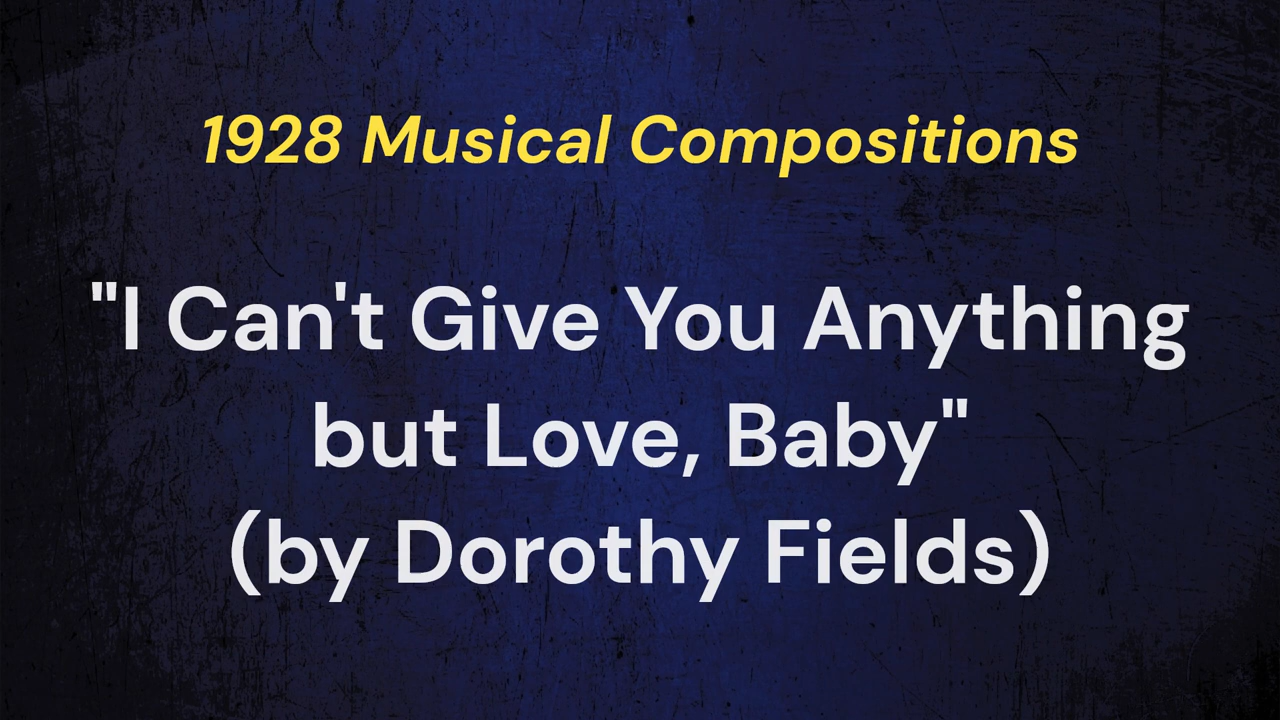 1928 Musical Compositions
"I Can't Give You Anything
but Love, Baby"
(by Dorothy Fields)